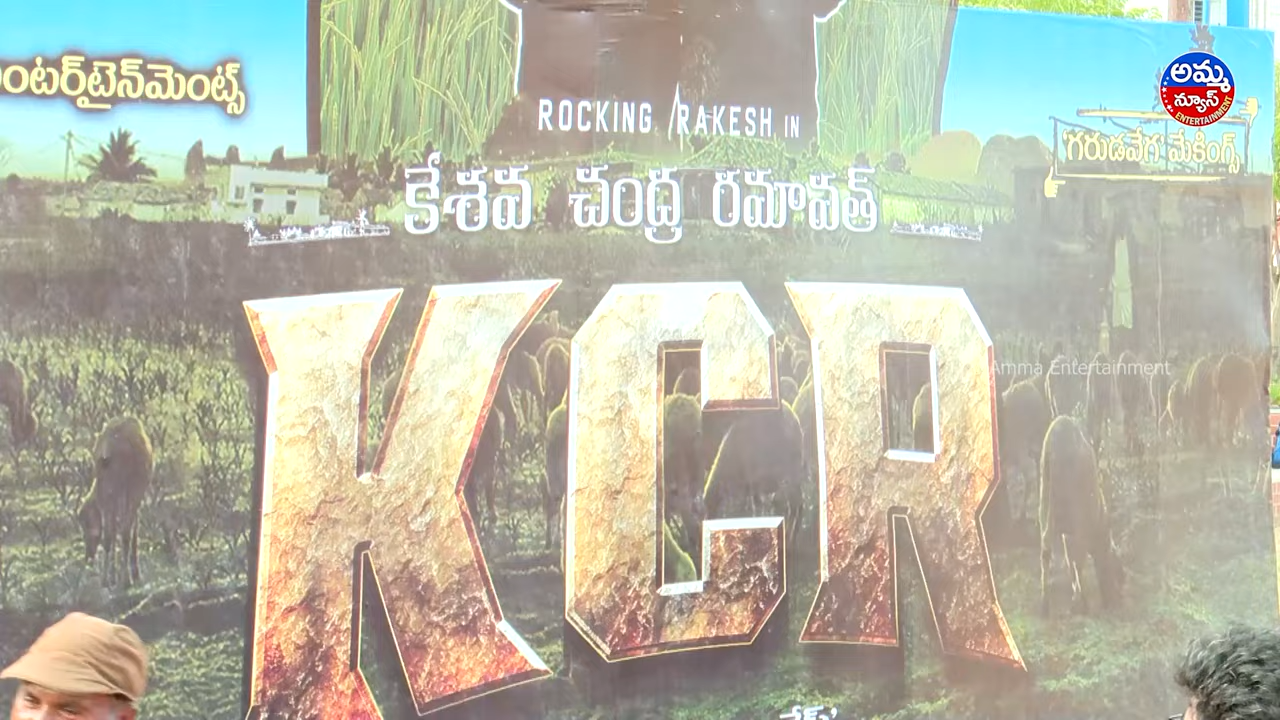 ఎంటర్‌టైన్‌మెంట్స్
అమ్మ
న్యూస్
ENTERTAINMENT
ROCKING RAKESH IN
'గరుడవేగ' మేకింగ్స్
కేశవ చంద్ర రమావత్
KCR
Amma Entertainment